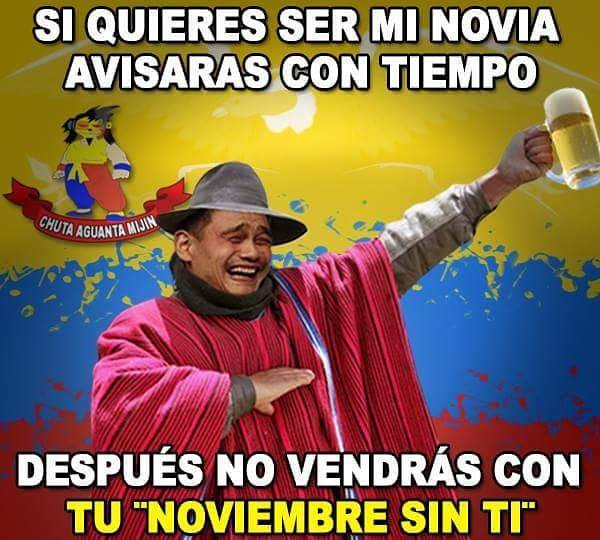 SI QUIERES SER MI NOVIA
AVISARAS CON TIEMPO
CHUTA AGUANTA MIJIN
DESPUÉS NO VENDRÁS CON
TU ¨NOVIEMBRE SIN TI¨